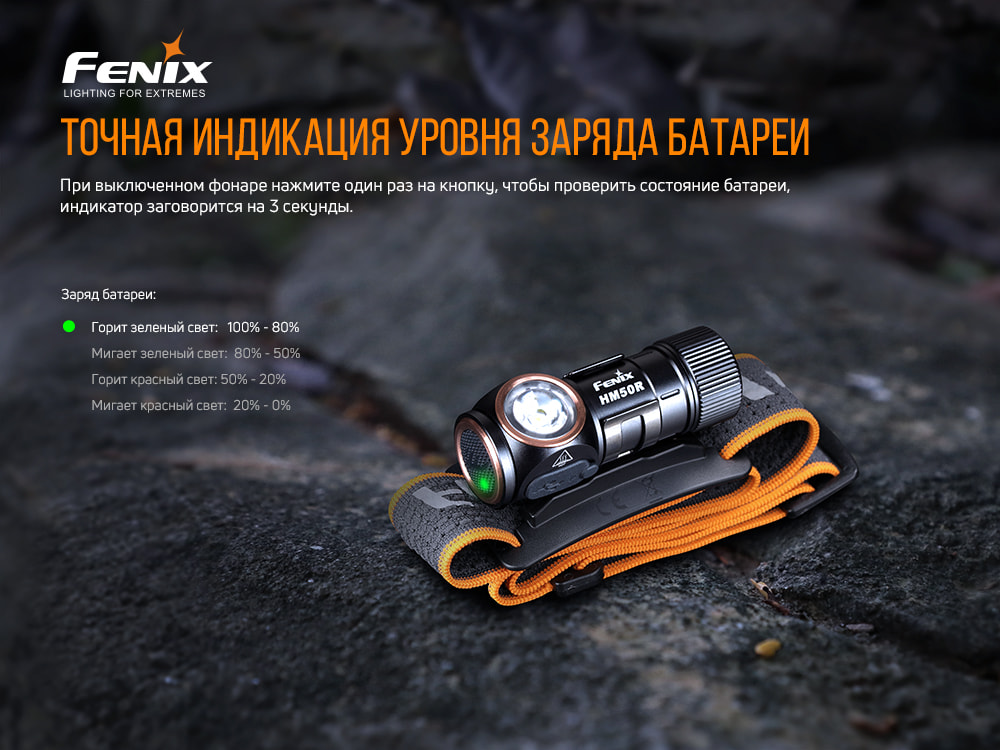 FENIX
LIGHTING FOR EXTREMES
ТОЧНАЯ ИНДИКАЦИЯ УРОВНЯ ЗАРЯДА БАТАРЕИ
При выключенном фонаре нажмите один раз на кнопку, чтобы проверить состояние батареи,
индикатор заговорится на 3 секунды.
Заряд батареи:
Горит зеленый свет: 100% - 80%
Мигает зеленый свет: 80% - 50%
Горит красный свет: 50% - 20%
Мигает красный свет: 20% - 0%
FENIX
HM50R